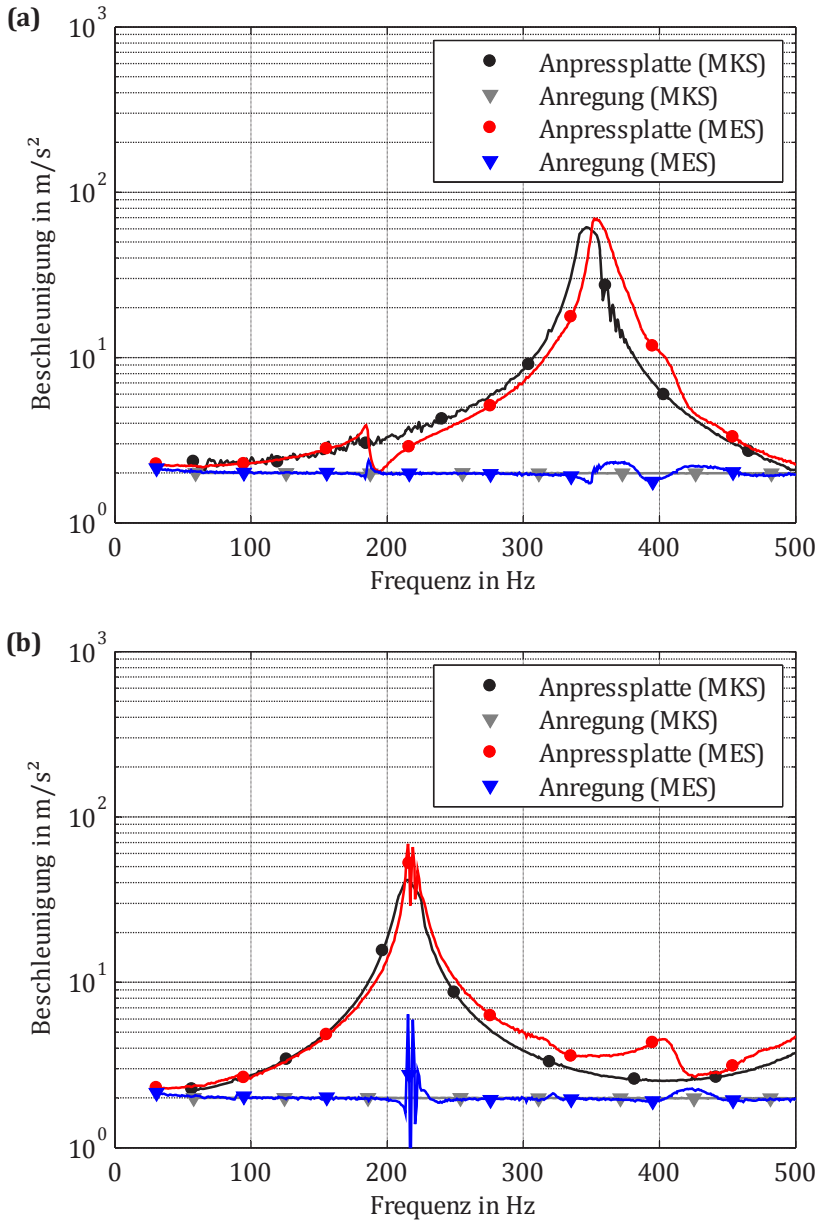 (a)
10^3
10^2
10^1
10^0
Beschleunigung in m/s²
Anpressplatte (MKS)
Anregung (MKS)
Anpressplatte (MES)
Anregung (MES)
0 100 200 300 400 500
Frequenz in Hz
(b)
10^3
10^2
10^1
10^0
Beschleunigung in m/s²
Anpressplatte (MKS)
Anregung (MKS)
Anpressplatte (MES)
Anregung (MES)
0 100 200 300 400 500
Frequenz in Hz